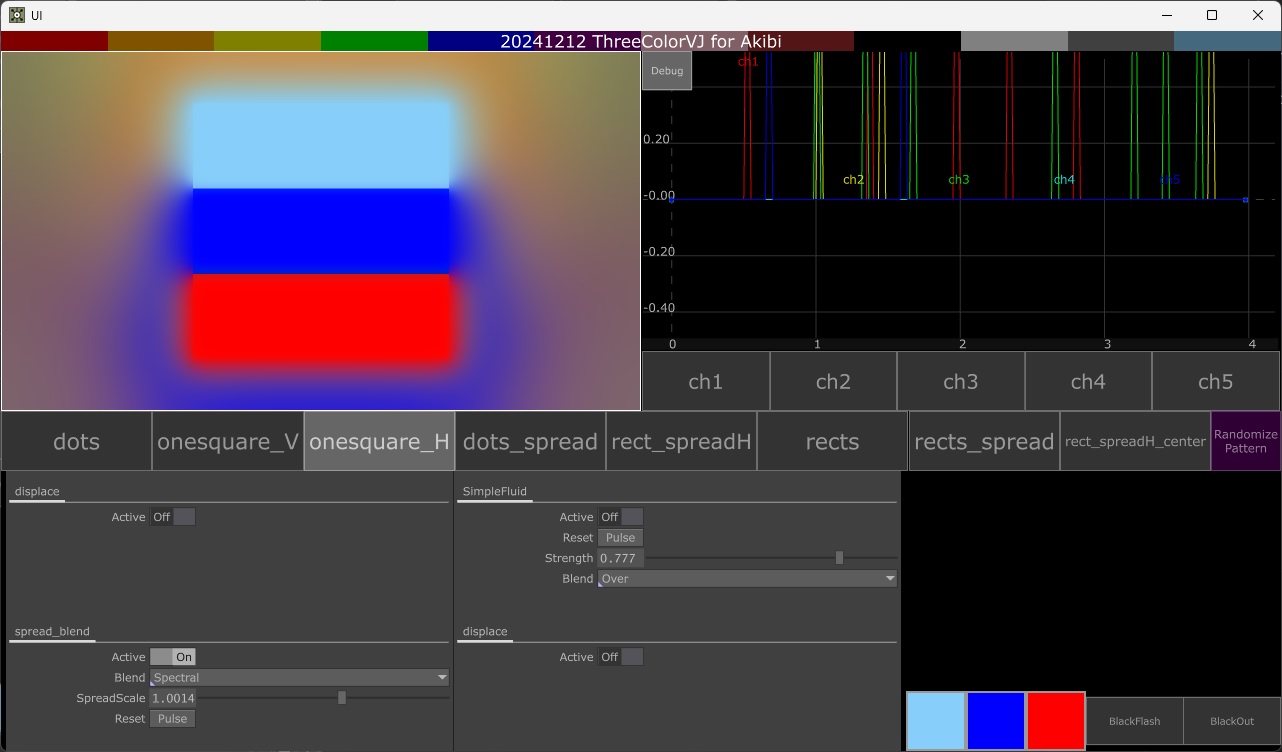 UI
20241212 ThreeColorVJ for Akibi
Debug
ch1
0.20
ch2
ch3
ch4
ch5
-0.00
-0.20
-0.40
0
1
2
3
4
ch1
ch2
ch3
ch4
ch5
dots
onesquare_V
onesquare_H
dots_spread
rect_spreadH
rects
rects_spread
rect_spreadH_center
Randomize
Pattern
displace
Active Off
SimpleFluid
Active Off
Reset Pulse
Strength 0.777
Blend Over
spread_blend
Active On
Blend Spectral
SpreadScale 1.0014
Reset Pulse
displace
Active Off
BlackFlash
BlackOut